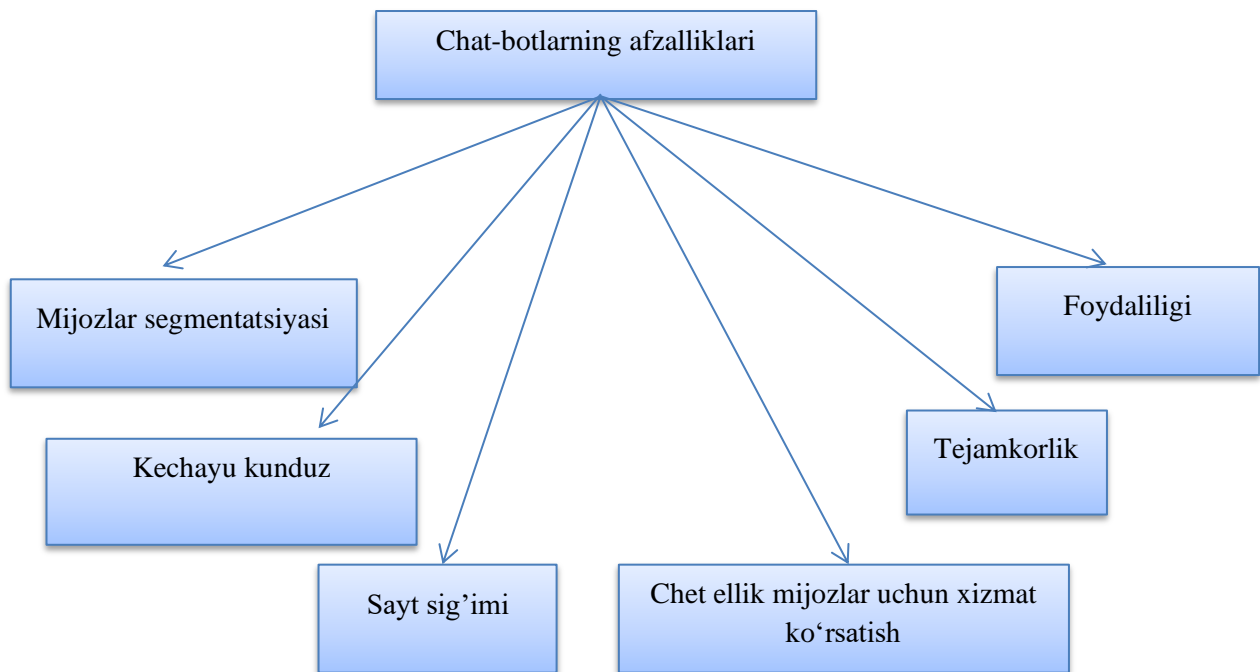 Chat-botlarning afzalliklari
Mijozlar segmentatsiyasi
Foydaliligi
Kechayu kunduz
Tejamkorlik
Sayt sig’imi
Chet ellik mijozlar uchun xizmat
ko‘rsatish